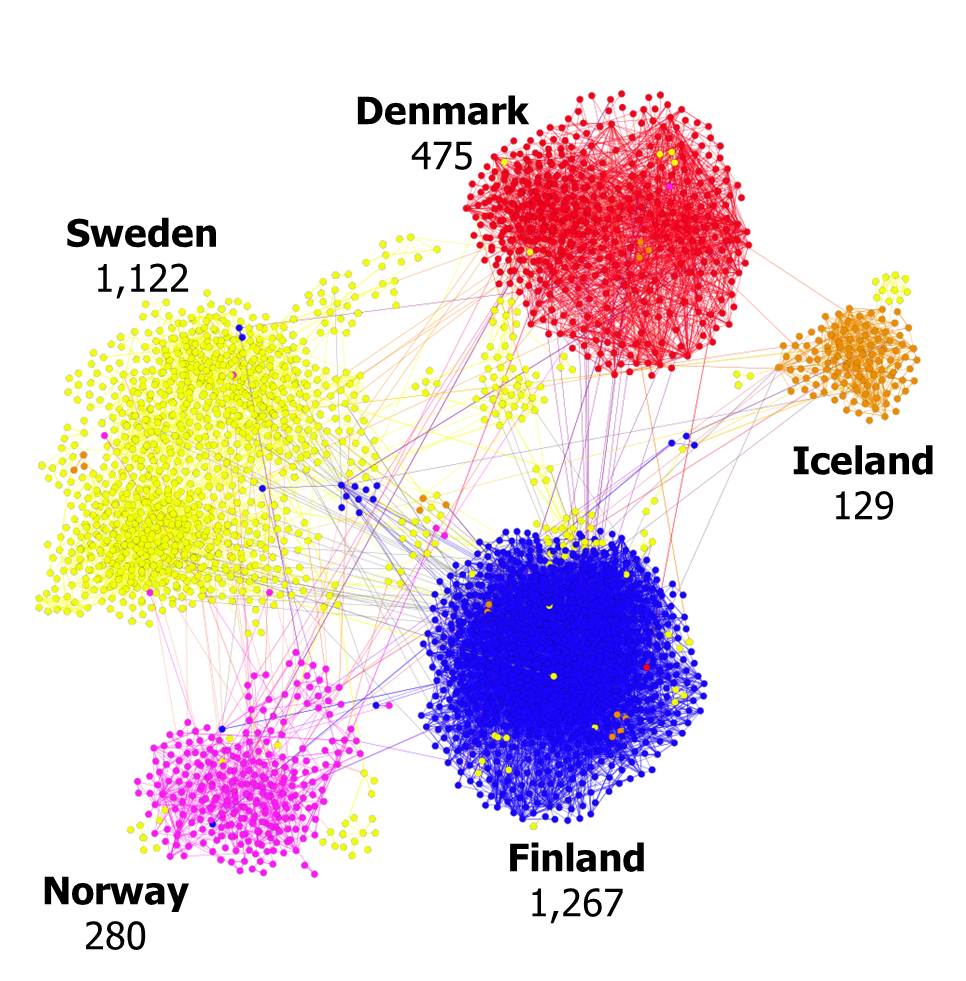 Denmark
475
Sweden
1,122
Iceland
129
Finland
1,267
Norway
280